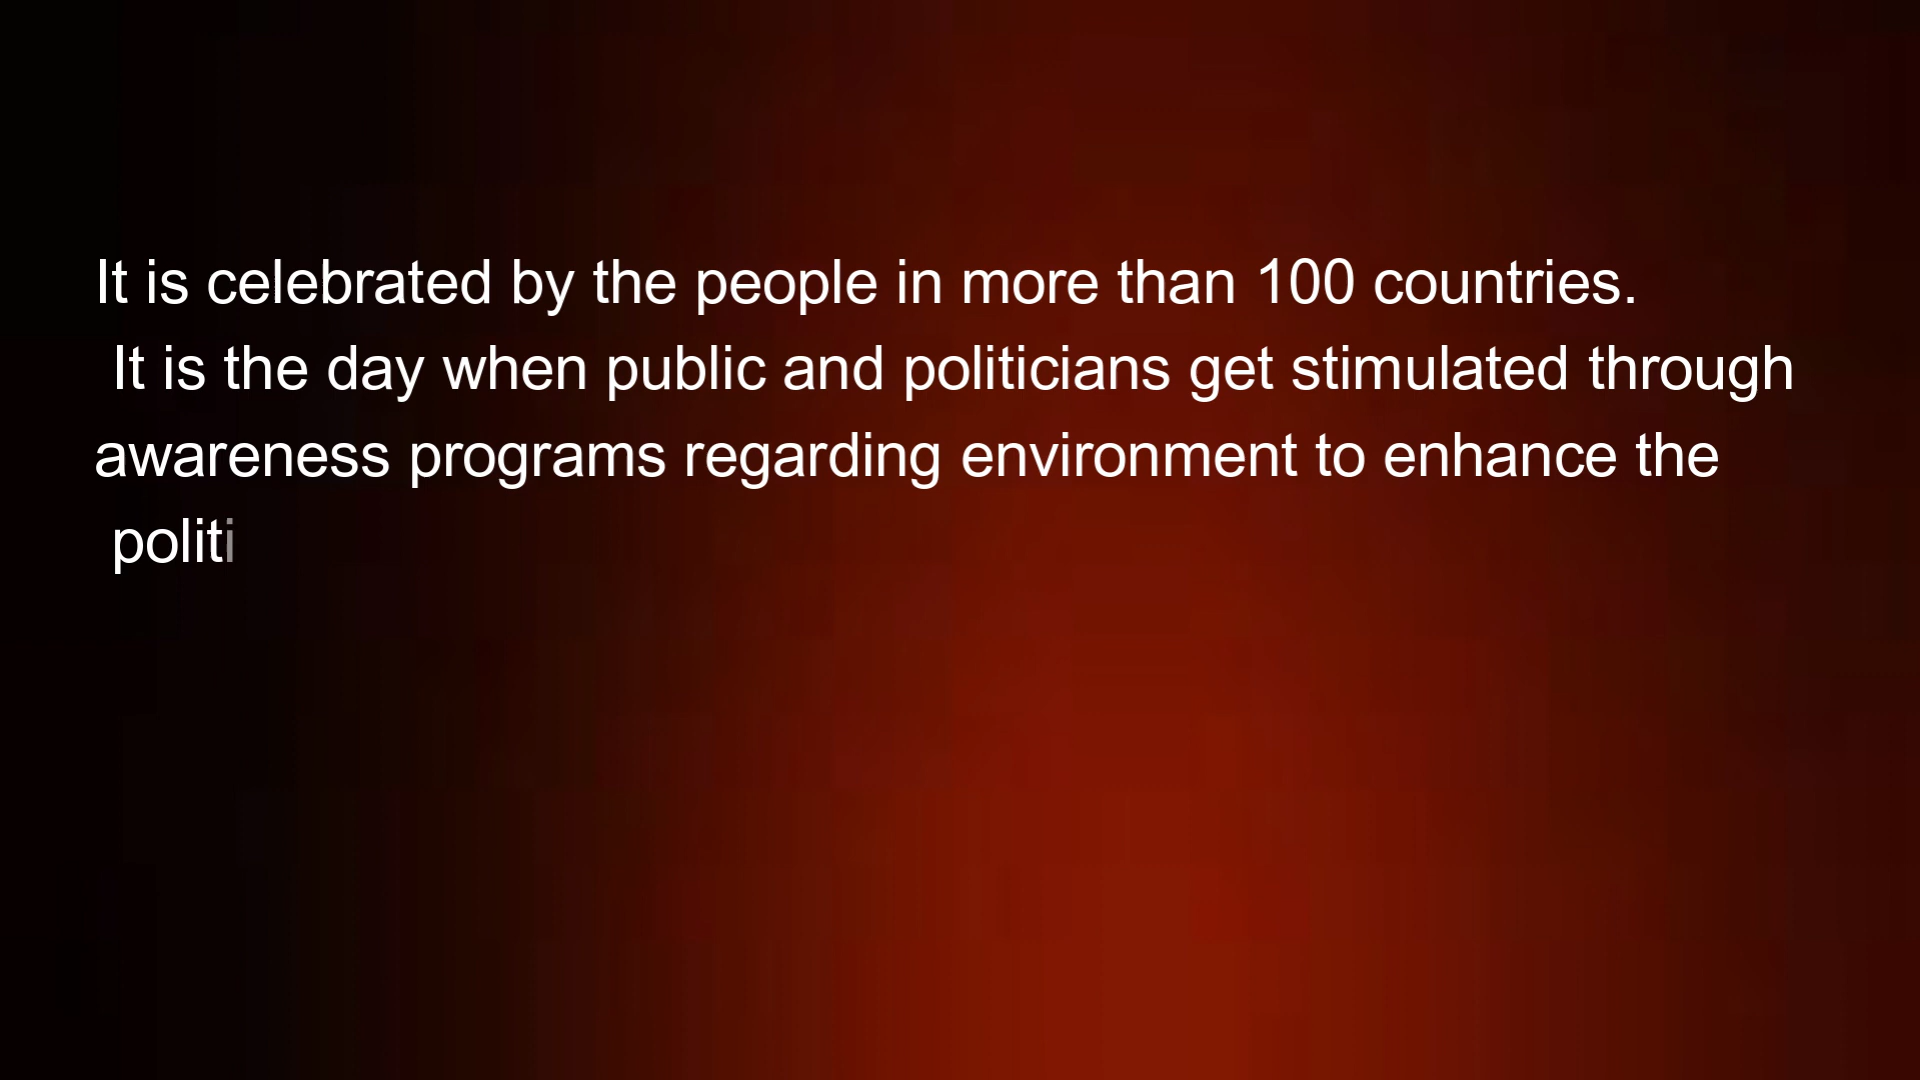 It is celebrated by the people in more than 100 countries.
It is the day when public and politicians get stimulated through
awareness programs regarding environment to enhance the
politi